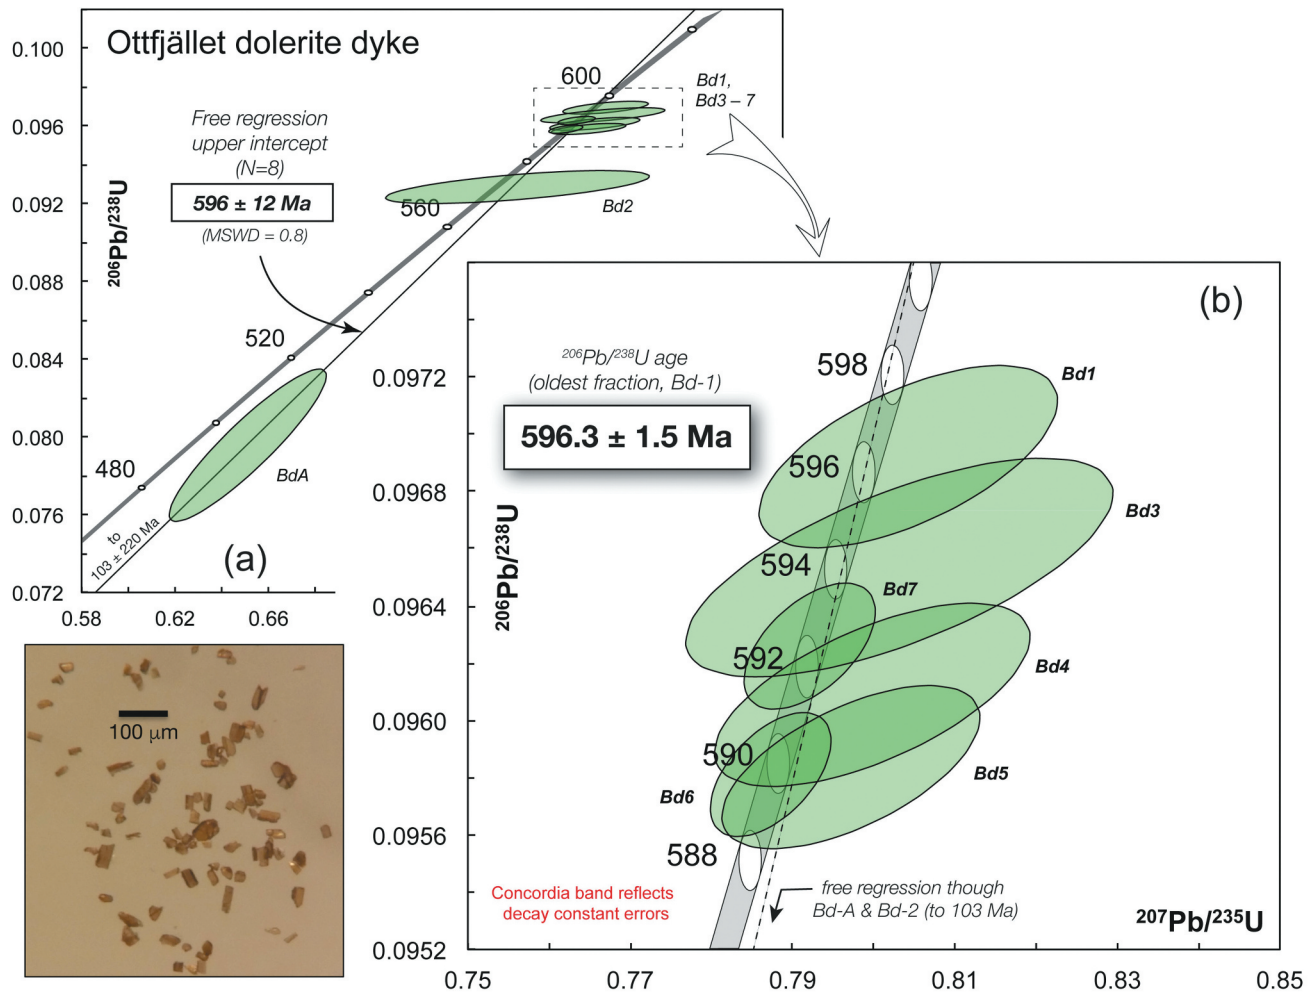 Ottfjället dolerite dyke
0.100
0.096
0.092
0.088
0.084
0.080
0.076
0.072
²⁰⁶Pb/²³⁸U
0.58
0.62
0.66
600
560
520
480
Bd1,
Bd3 – 7
Bd2
BdA
Free regression
upper intercept
(N=8)
596 ± 12 Ma
(MSWD = 0.8)
to
103 ± 220 Ma
(a)
100 μm
(b)
²⁰⁶Pb/²³⁸U age
(oldest fraction, Bd-1)
596.3 ± 1.5 Ma
0.0972
0.0968
0.0964
0.0960
0.0956
0.0952
²⁰⁶Pb/²³⁸U
598
596
594
592
590
588
Bd1
Bd3
Bd7
Bd4
Bd5
Bd6
Concordia band reflects
decay constant errors
free regression though
Bd-A & Bd-2 (to 103 Ma)
²⁰⁷Pb/²³⁵U
0.75
0.77
0.79
0.81
0.83
0.85